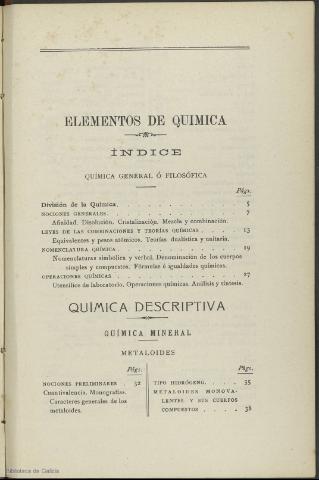 ELEMENTOS DE QUIMICA
ÍNDICE
QUÍMICA GENERAL Ó FILOSÓFICA
Págs.
División de la Química. 5
NOCIONES GENERALES. 7
Afinidad. Disolución. Cristalización. Mezcla y combinación.
LEYES DE LAS COMBINACIONES Y TEORÍAS QUÍMICAS 13
Equivalentes y pesos atómicos. Teorías dualística y unitaria.
NOMENCLATURA QUÍMICA 19
Nomenclaturas simbólica y verbal. Denominación de los cuerpos
simples y compuestos. Fórmulas é igualdades químicas.
OPERACIONES QUÍMICAS 27
Utensilios de laboratorio. Operaciones químicas. Análisis y síntesis.
QUÍMICA DESCRIPTIVA
QUÍMICA MINERAL
METALOIDES
Págs.
NOCIONES PRELIMINARES 32
Cuantivalencia. Monografías.
Caracteres generales de los
metaloides.
Págs.
TIPO HIDRÓGENO. 35
METALOIDES MONOVA-
LENTES Y SUS CUERPOS
COMPUESTOS 38
Biblioteca de Galicia